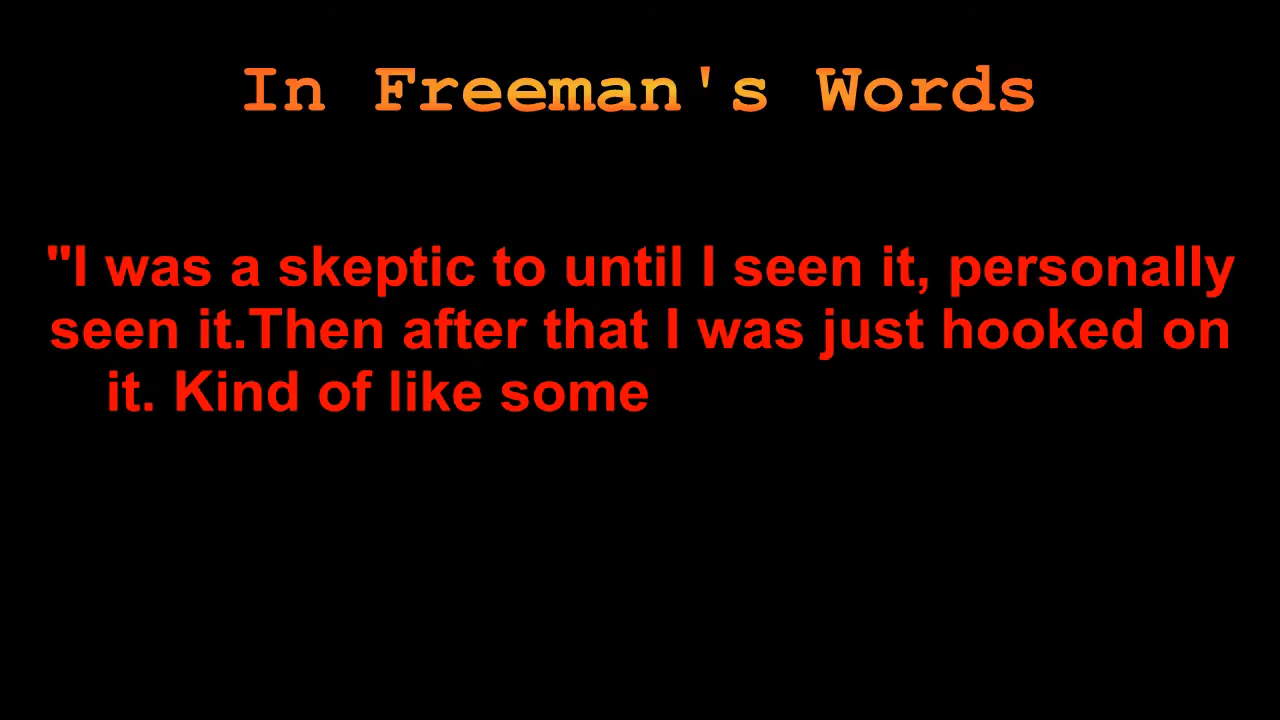 In Freeman's Words
"I was a skeptic to until I seen it, personally
seen it.Then after that I was just hooked on
it. Kind of like some